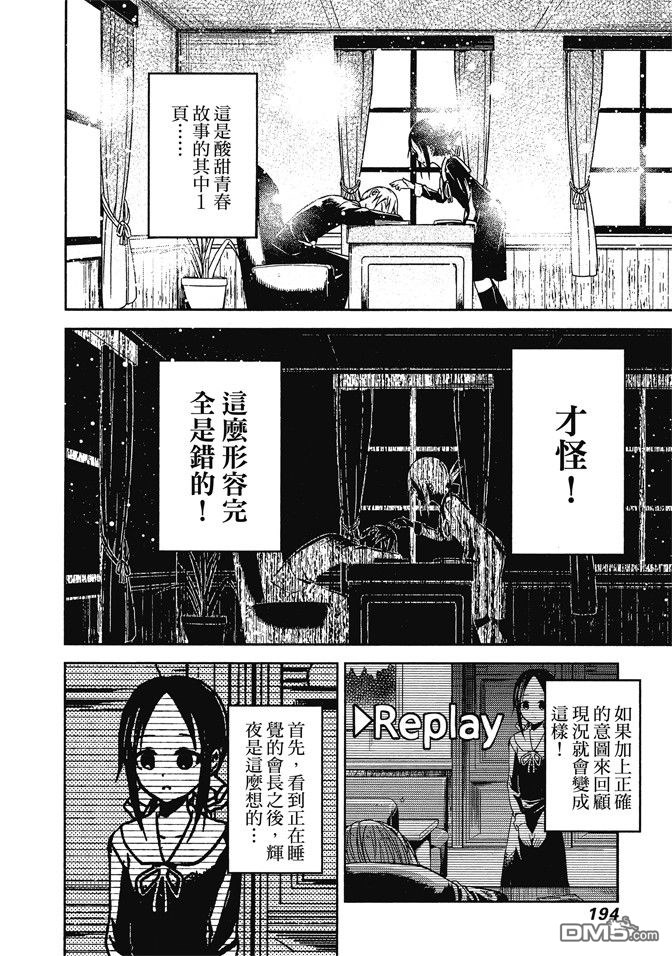 這是酸甜青春
故事的其中1
頁……
才怪！
這麼形容完
全是錯的！
如果加上正確
的意圖來回顧
現況就會變成
這樣！
▶Replay
首先，看到正在睡
覺的會長之後，輝
夜是這麼想的…
194
DM5.com